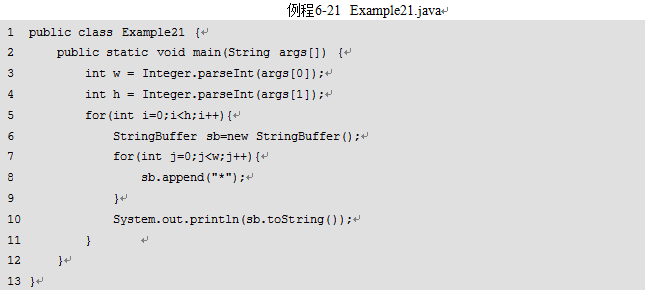 例程6-21 Example21.java↵
1 public class Example21 {↵
2     public static void main(String args[]) {↵
3         int w = Integer.parseInt(args[0]);↵
4         int h = Integer.parseInt(args[1]);↵
5         for(int i=0;i<h;i++){↵
6             StringBuffer sb=new StringBuffer();↵
7             for(int j=0;j<w;j++){↵
8                 sb.append("*");↵
9             }↵
10             System.out.println(sb.toString());↵
11         }       ↵
12     }↵
13 }↵